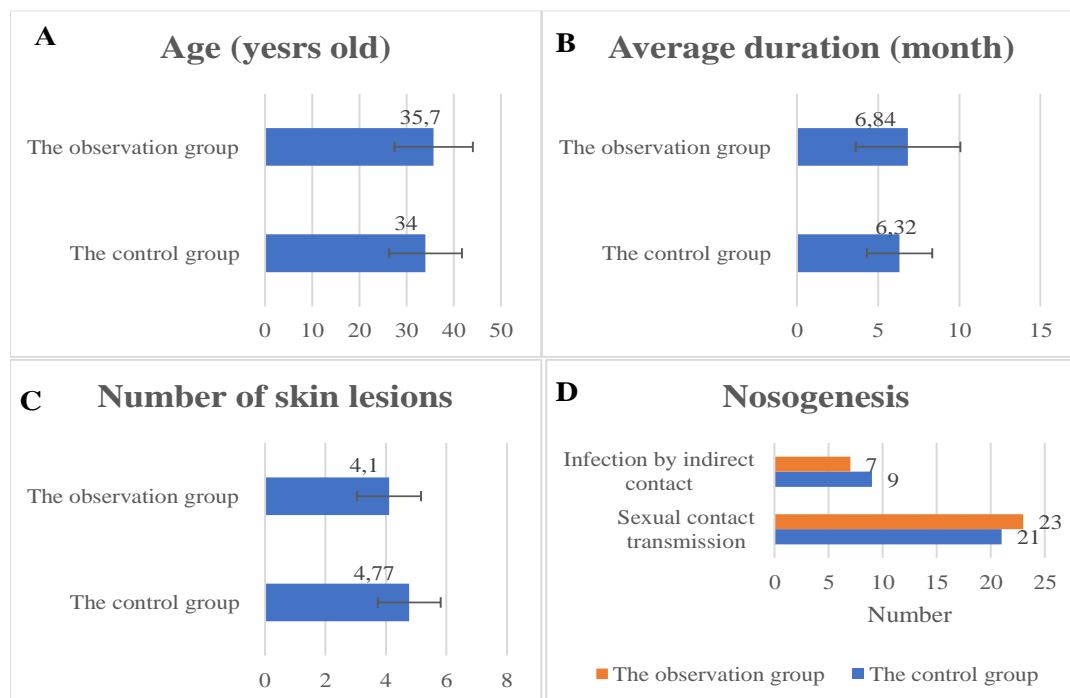 A
Age (yesrs old)
35,7
The observation group
34
The control group
0 10 20 30 40 50
B
Average duration (month)
6,84
The observation group
6,32
The control group
0 5 10 15
C
Number of skin lesions
4,1
The observation group
4,77
The control group
0 2 4 6 8
D
Nosogenesis
Infection by indirect
contact
7
9
Sexual contact
transmission
23
21
0 5 10 15 20 25
Number
The observation group The control group